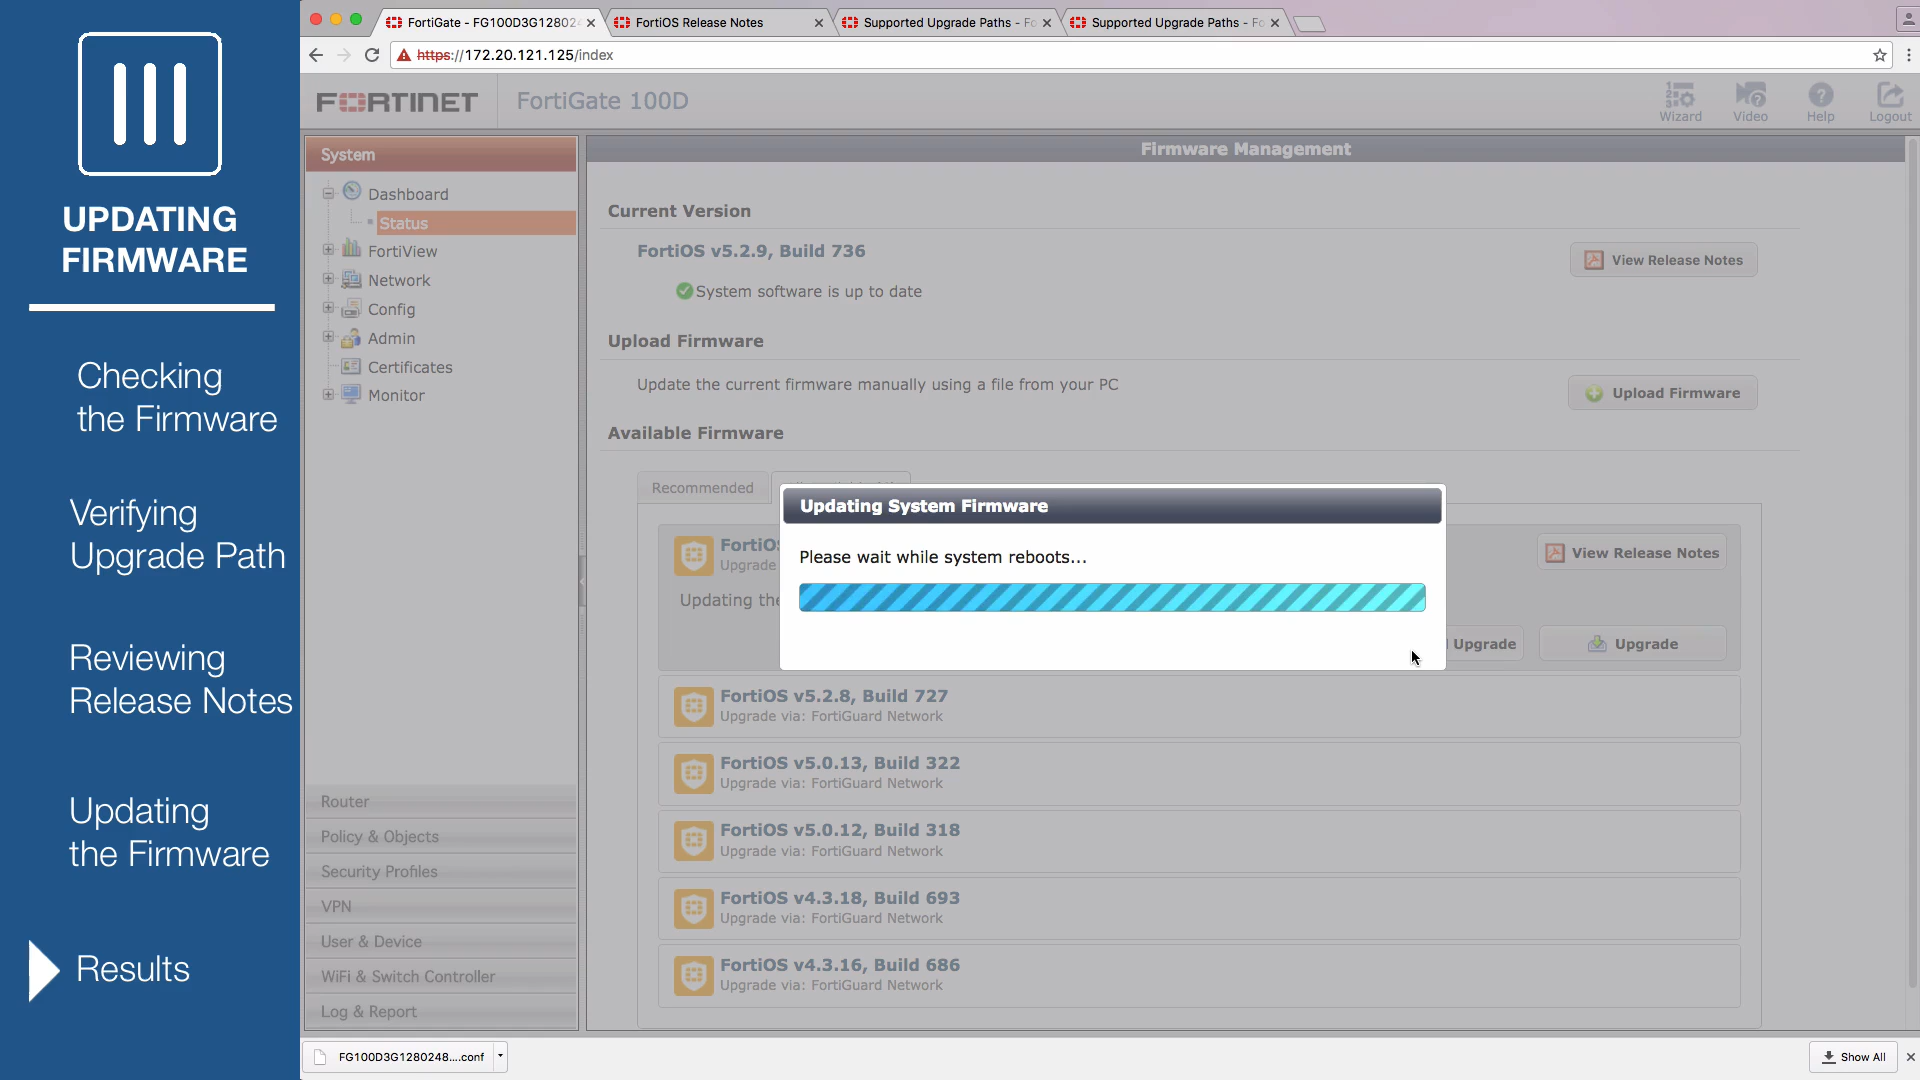 UPDATING
FIRMWARE
Checking
the Firmware
Verifying
Upgrade Path
Reviewing
Release Notes
Updating
the Firmware
Results
FortiGate - FG100D3G12802
FortiOS Release Notes
Supported Upgrade Paths - Fo
Supported Upgrade Paths - Fo
https://172.20.121.125/index
FORTINET
FortiGate 100D
Wizard
Video
Help
Logout
System
Dashboard
Status
FortiView
Network
Config
Admin
Certificates
Monitor
Router
Policy & Objects
Security Profiles
VPN
User & Device
WiFi & Switch Controller
Log & Report
Firmware Management
Current Version
FortiOS v5.2.9, Build 736
View Release Notes
System software is up to date
Upload Firmware
Update the current firmware manually using a file from your PC
Upload Firmware
Available Firmware
Recommended
FortiOS
Upgrade
View Release Notes
Updating the
Upgrade
Upgrade
Updating System Firmware
Please wait while system reboots...
FortiOS v5.2.8, Build 727
Upgrade via: FortiGuard Network
FortiOS v5.0.13, Build 322
Upgrade via: FortiGuard Network
FortiOS v5.0.12, Build 318
Upgrade via: FortiGuard Network
FortiOS v4.3.18, Build 693
Upgrade via: FortiGuard Network
FortiOS v4.3.16, Build 686
Upgrade via: FortiGuard Network
FG100D3G1280248....conf
Show All